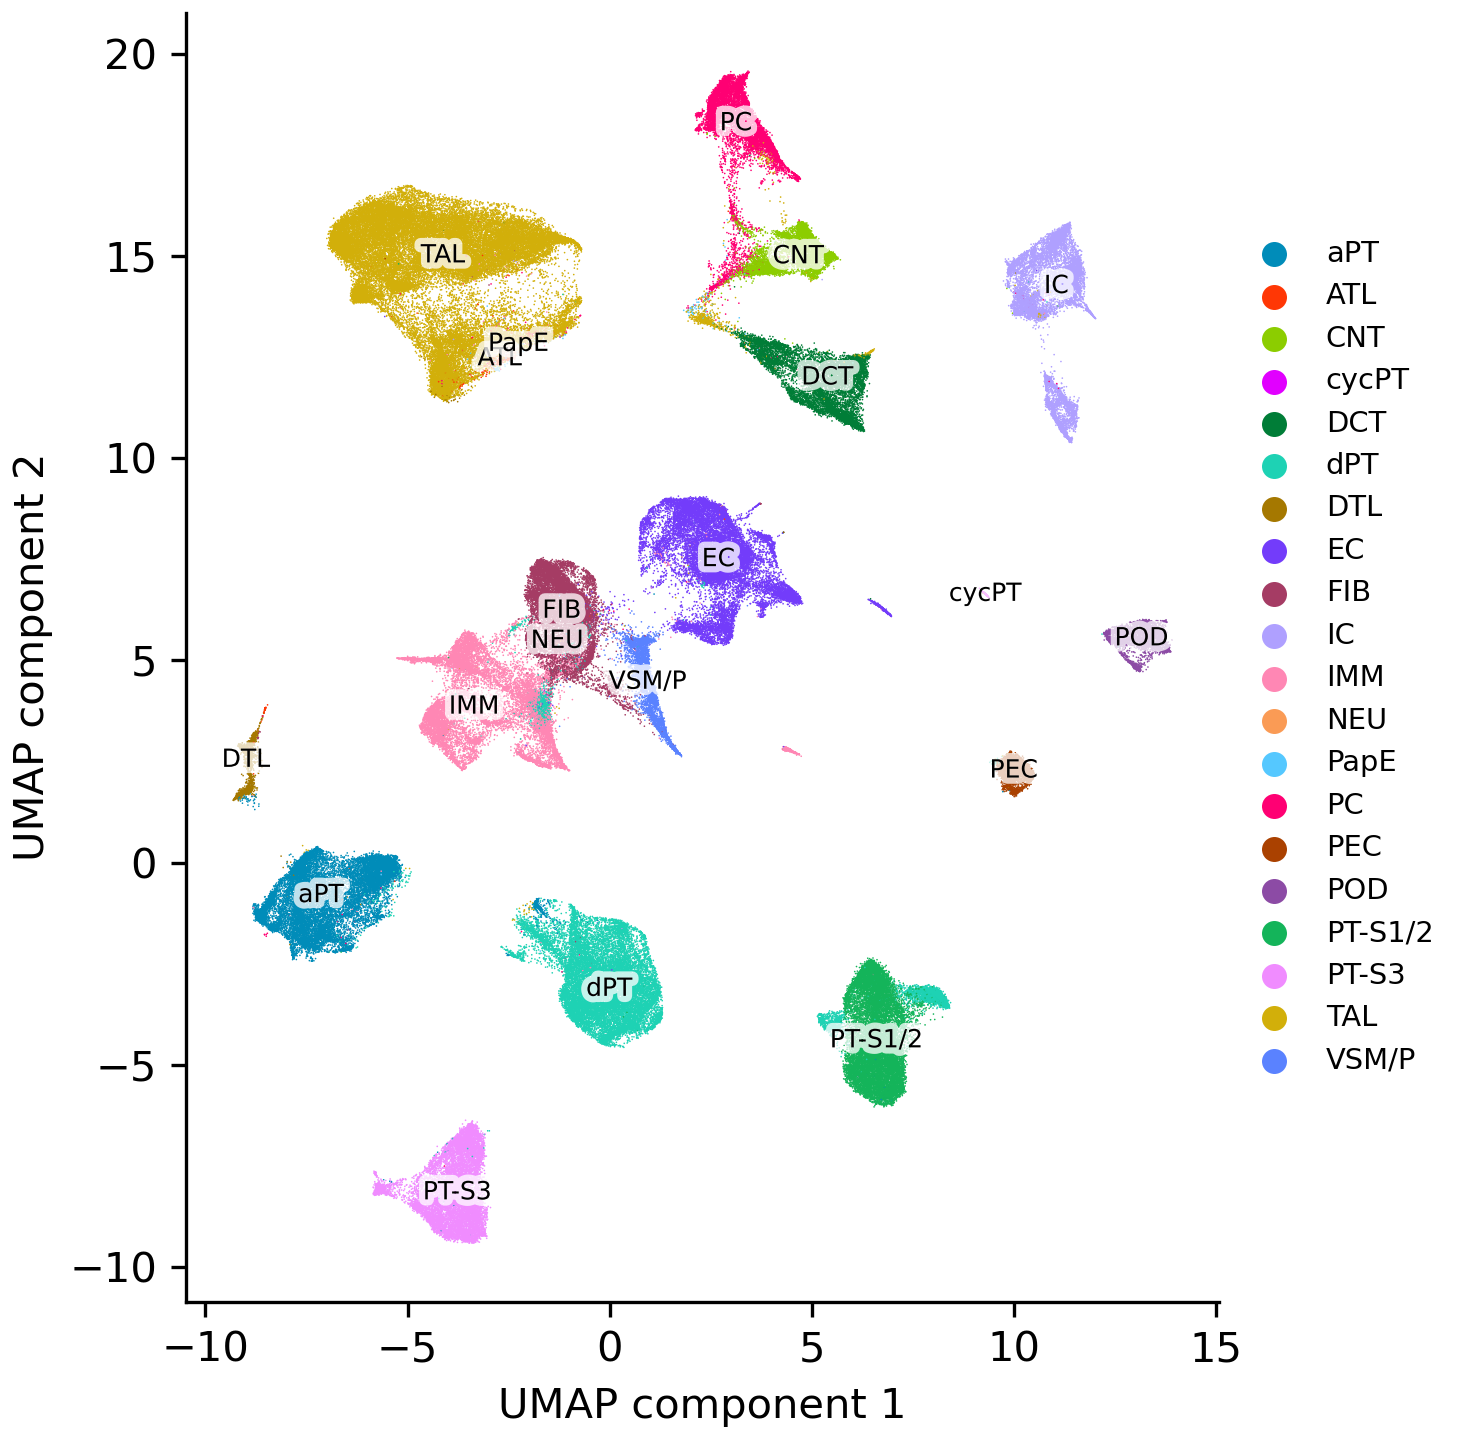 20
15
10
5
0
−5
−10
−10
−5
0
5
10
15
UMAP component 2
UMAP component 1
PC
TAL
CNT
IC
PapE
ATL
DCT
EC
cycPT
FIB
NEU
POD
VSM/P
IMM
DTL
PEC
aPT
dPT
PT-S1/2
PT-S3
aPT
ATL
CNT
cycPT
DCT
dPT
DTL
EC
FIB
IC
IMM
NEU
PapE
PC
PEC
POD
PT-S1/2
PT-S3
TAL
VSM/P